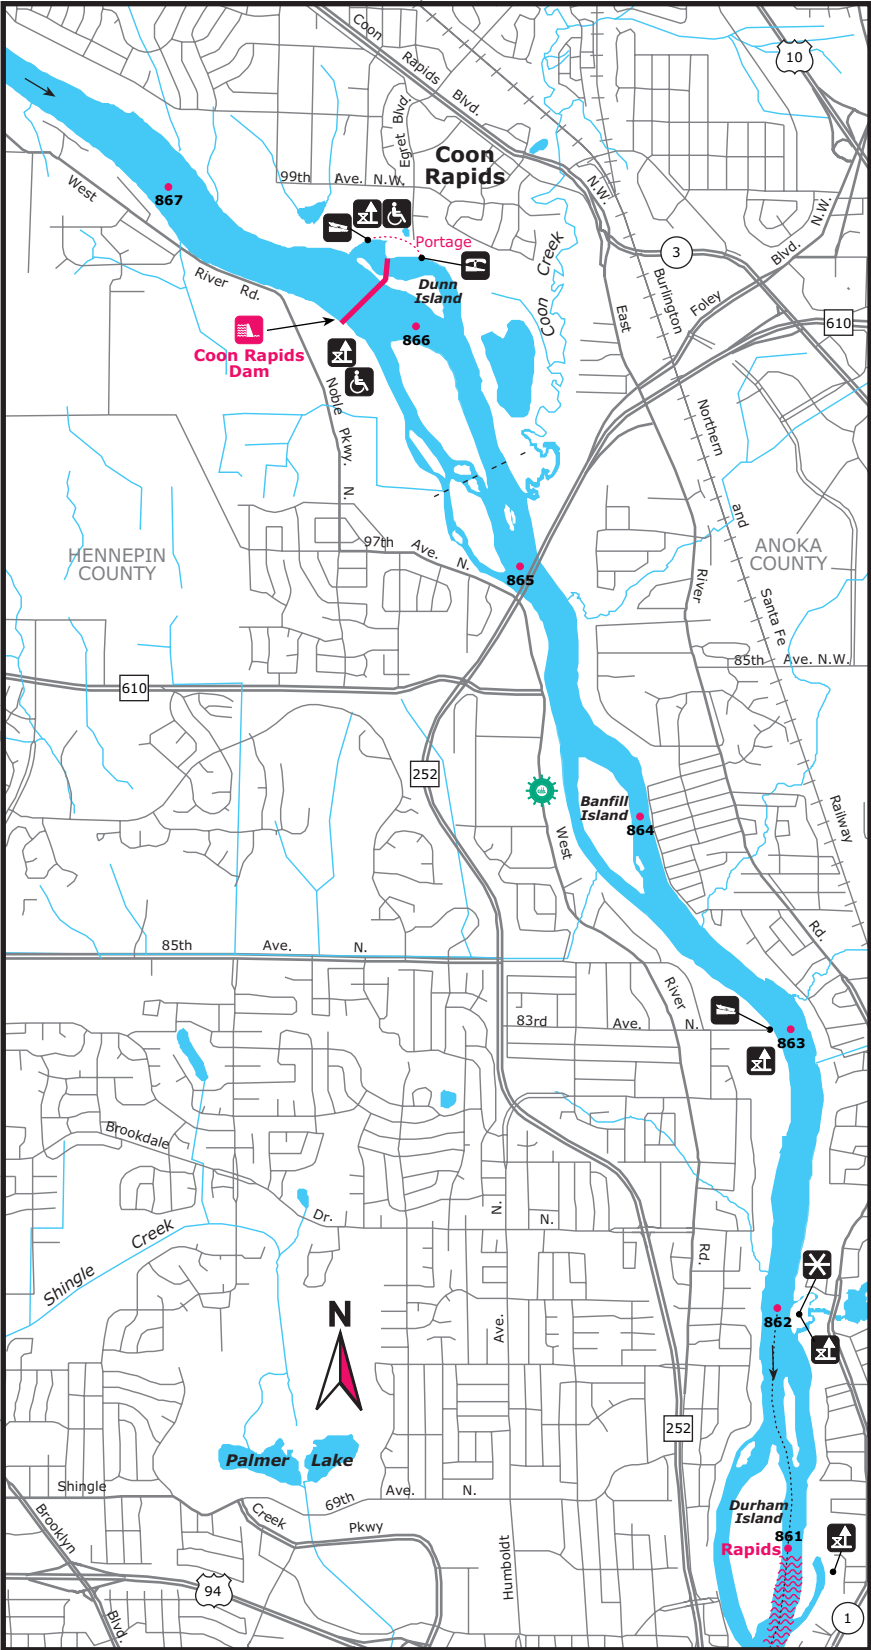 Coon
Rapids
Blvd.
10
Egret Blvd.
Coon
Rapids
99th Ave. N.W.
N.W.
N.W.
West
867
Portage
3
Blvd.
Coon Creek
River Rd.
Dunn
Island
Burlington
Foley
East
610
866
Coon Rapids
Dam
Noble Pkwy. N.
Northern
and
HENNEPIN
COUNTY
97th Ave. N.
ANOKA
COUNTY
865
River
Santa Fe
85th Ave. N.W.
610
252
Banfill
Island
864
West
Railway
Rd.
85th Ave. N.
River
83rd Ave. N.
863
Brookdale
Dr.
N.
N.
Shingle Creek
Rd.
N
862
Ave.
252
Palmer Lake
Shingle
69th Ave. N.
Creek
Pkwy
Durham
Island
861
Rapids
Brooklyn
Blvd.
Humboldt
94
1